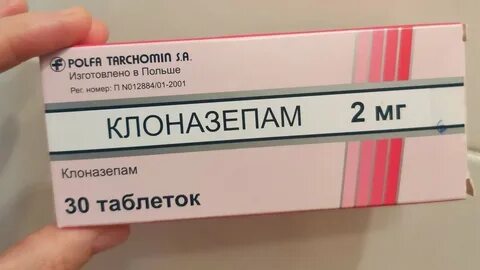 POLFA TARCHOMIN S.A.
Изготовлено в Польше
Рег. номер: П N012884/01-2001
КЛОНАЗЕПАМ 2 мг
Клоназепам
30 таблеток